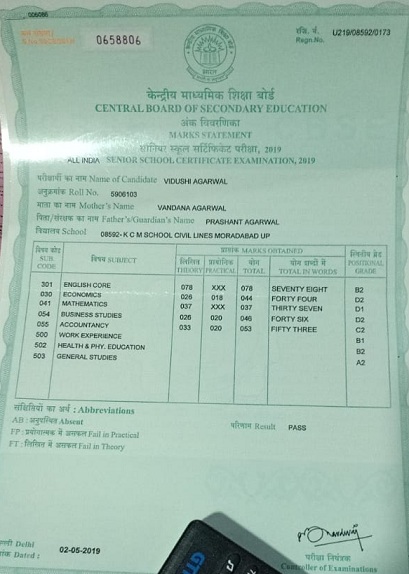 006086
0658806
रजि. सं. U219/08592/0173
Regn.No.
भारत
केन्द्रीय माध्यमिक शिक्षा बोर्ड
CENTRAL BOARD OF SECONDARY EDUCATION
अंक विवरणिका
MARKS STATEMENT
सीनियर स्कूल सर्टिफिकेट परीक्षा, 2019
ALL INDIA SENIOR SCHOOL CERTIFICATE EXAMINATION, 2019
परीक्षार्थी का नाम Name of Candidate VIDUSHI AGARWAL
अनुक्रमांक Roll No. 5906103
माता का नाम Mother's Name VANDANA AGARWAL
पिता/संरक्षक का नाम Father's/Guardian's Name PRASHANT AGARWAL
विद्यालय School 08592- K C M SCHOOL CIVIL LINES MORADABAD UP
विषय कोड SUB CODE विषय SUBJECT प्राप्तांक MARKS OBTAINED स्थितीय ग्रेड POSITIONAL GRADE
लिखित THEORY प्रायोगिक PRACTICAL योग TOTAL योग शब्दों में TOTAL IN WORDS
301 ENGLISH CORE 078 XXX 078 SEVENTY EIGHT B2
030 ECONOMICS 026 018 044 FORTY FOUR D2
041 MATHEMATICS 037 XXX 037 THIRTY SEVEN D1
054 BUSINESS STUDIES 026 020 046 FORTY SIX D2
055 ACCOUNTANCY 033 020 053 FIFTY THREE C2
500 WORK EXPERIENCE B1
502 HEALTH & PHY. EDUCATION B2
503 GENERAL STUDIES A2
संक्षिप्तियों का अर्थ : Abbreviations
AB : अनुपस्थित Absent
परिणाम Result PASS
FP : प्रयोगात्मक में असफल Fail in Practical
FT : लिखित में असफल Fail in Theory
Delhi
Dated : 02-05-2019
परीक्षा नियंत्रक
Controller of Examinations